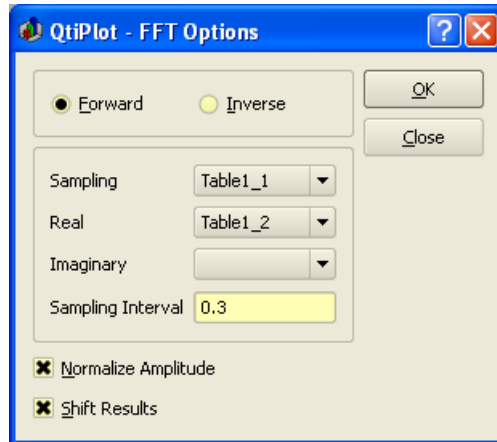 QtiPlot - FFT Options
Forward
Inverse
OK
Close
Sampling
Table1_1
Real
Table1_2
Imaginary
Sampling Interval
0.3
Normalize Amplitude
Shift Results